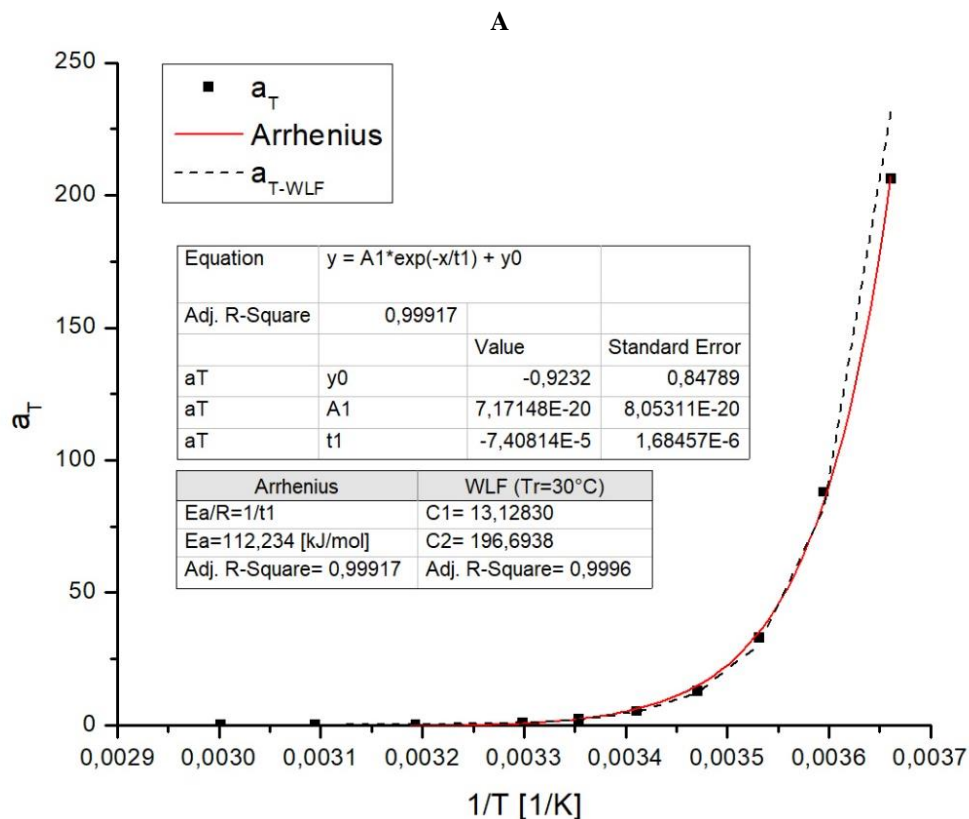 A
250
200
150
100
50
0
a_T
a_T
Arrhenius
a_T-WLF
Equation y = A1*exp(-x/t1) + y0
Adj. R-Square 0,99917
Value Standard Error
aT y0 -0,9232 0,84789
aT A1 7,17148E-20 8,05311E-20
aT t1 -7,40814E-5 1,68457E-6
Arrhenius WLF (Tr=30°C)
Ea/R=1/t1 C1= 13,12830
Ea=112,234 [kJ/mol] C2= 196,6938
Adj. R-Square= 0,99917 Adj. R-Square= 0,9996
0,0029 0,0030 0,0031 0,0032 0,0033 0,0034 0,0035 0,0036 0,0037
1/T [1/K]